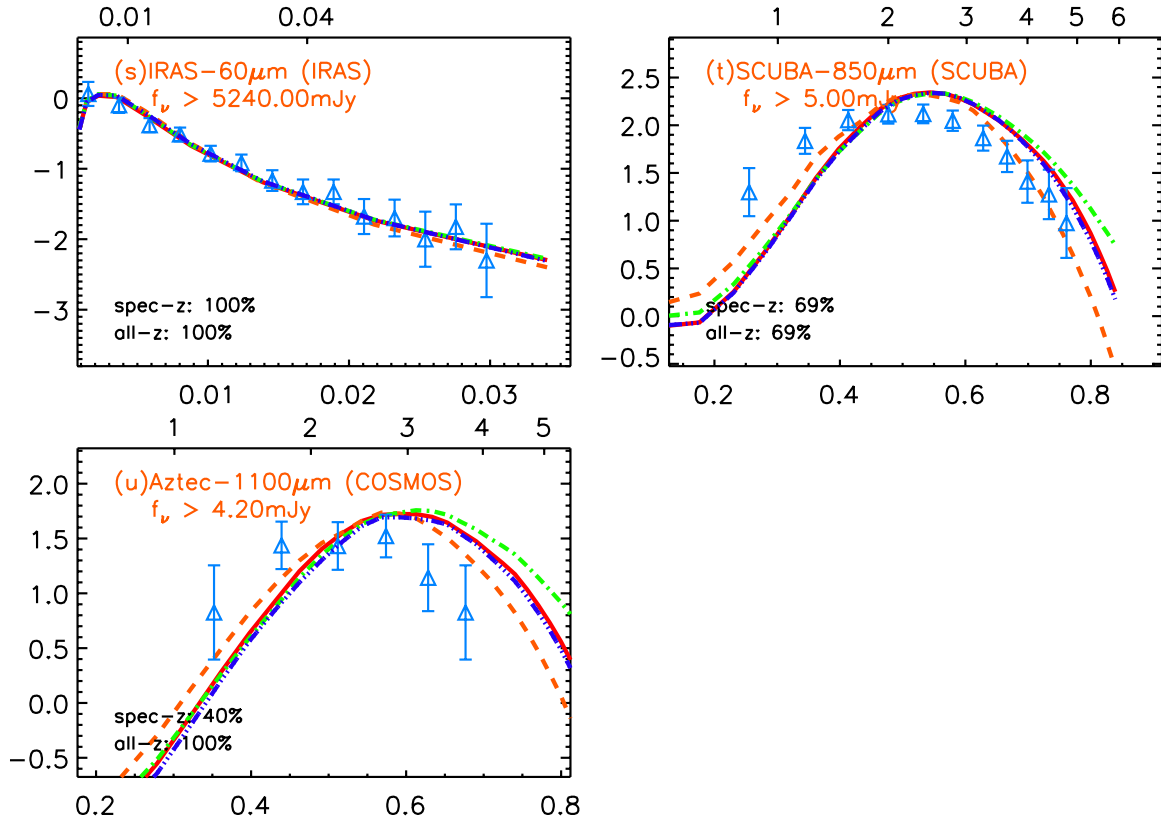 0.01 0.04
(s)IRAS-60μm (IRAS)
fν > 5240.00mJy
0
-1
-2
-3
spec-z: 100%
all-z: 100%
0.01 0.02 0.03
1 2 3 4 5 6
(t)SCUBA-850μm (SCUBA)
fν > 5.00mJy
2.5
2.0
1.5
1.0
0.5
0.0
-0.5
spec-z: 69%
all-z: 69%
0.2 0.4 0.6 0.8
1 2 3 4 5
(u)Aztec-1100μm (COSMOS)
fν > 4.20mJy
2.0
1.5
1.0
0.5
0.0
-0.5
spec-z: 40%
all-z: 100%
0.2 0.4 0.6 0.8